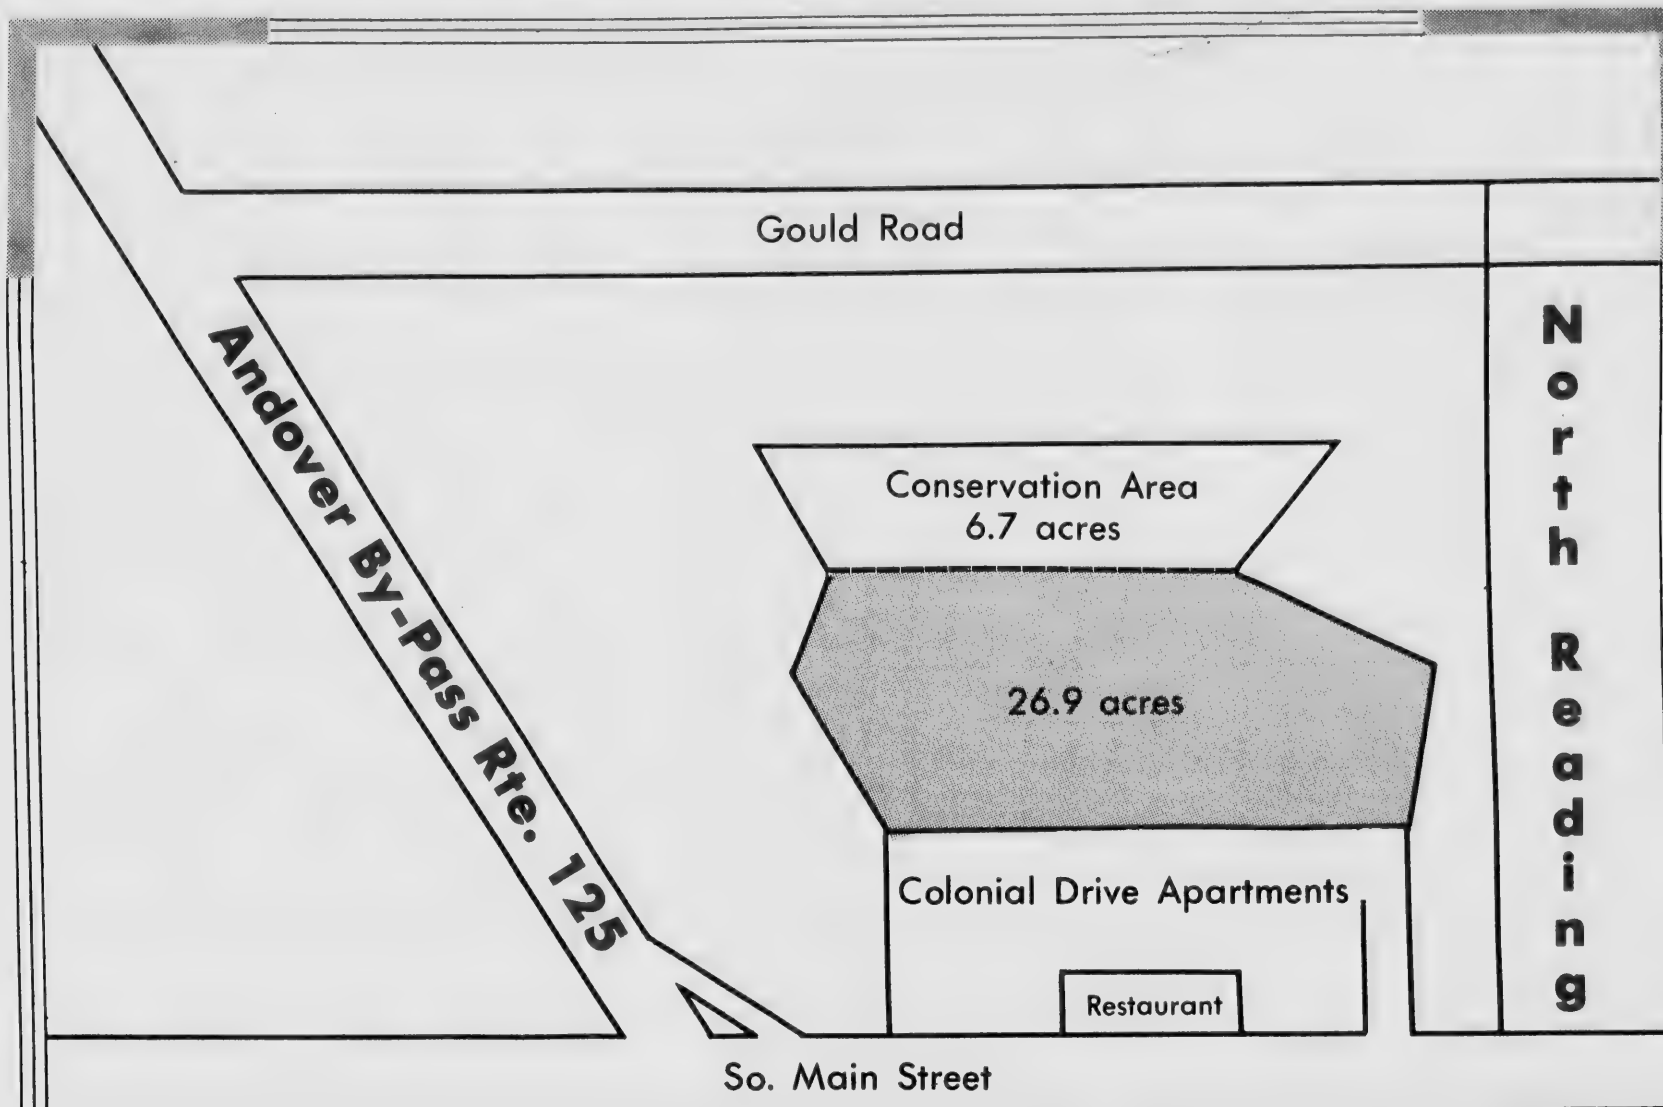 Gould Road
Andover By-Pass Rte. 125
North Reading
Conservation Area
6.7 acres
26.9 acres
Colonial Drive Apartments
Restaurant
So. Main Street